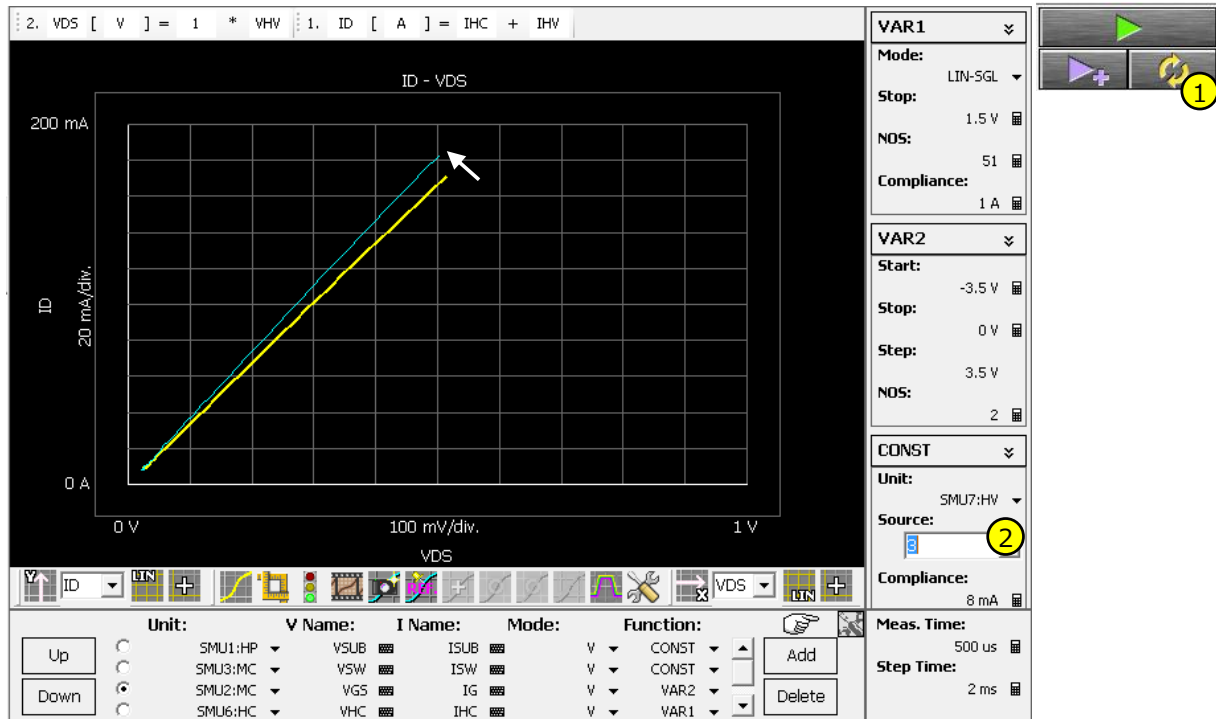 2. VDS [ V ] = 1 * VHV 1. ID [ A ] = IHC + IHV
ID - VDS
200 mA
ID
20 mA/div.
0 A
0 V 100 mV/div. 1 V
VDS
Y ID LIN REF. X VDS LIN
Unit: V Name: I Name: Mode: Function:
Up
Down
SMU1:HP VSUB ISUB V CONST
SMU3:MC VSW ISW V CONST
SMU2:MC VGS IG V VAR2
SMU6:HC VHC IHC V VAR1
Add
Delete
VAR1
Mode:
LIN-SGL
Stop:
1.5 V
NOS:
51
Compliance:
1 A
VAR2
Start:
-3.5 V
Stop:
0 V
Step:
3.5 V
NOS:
2
CONST
Unit:
SMU7:HV
Source:
3
2
Compliance:
8 mA
Meas. Time:
500 us
Step Time:
2 ms
1